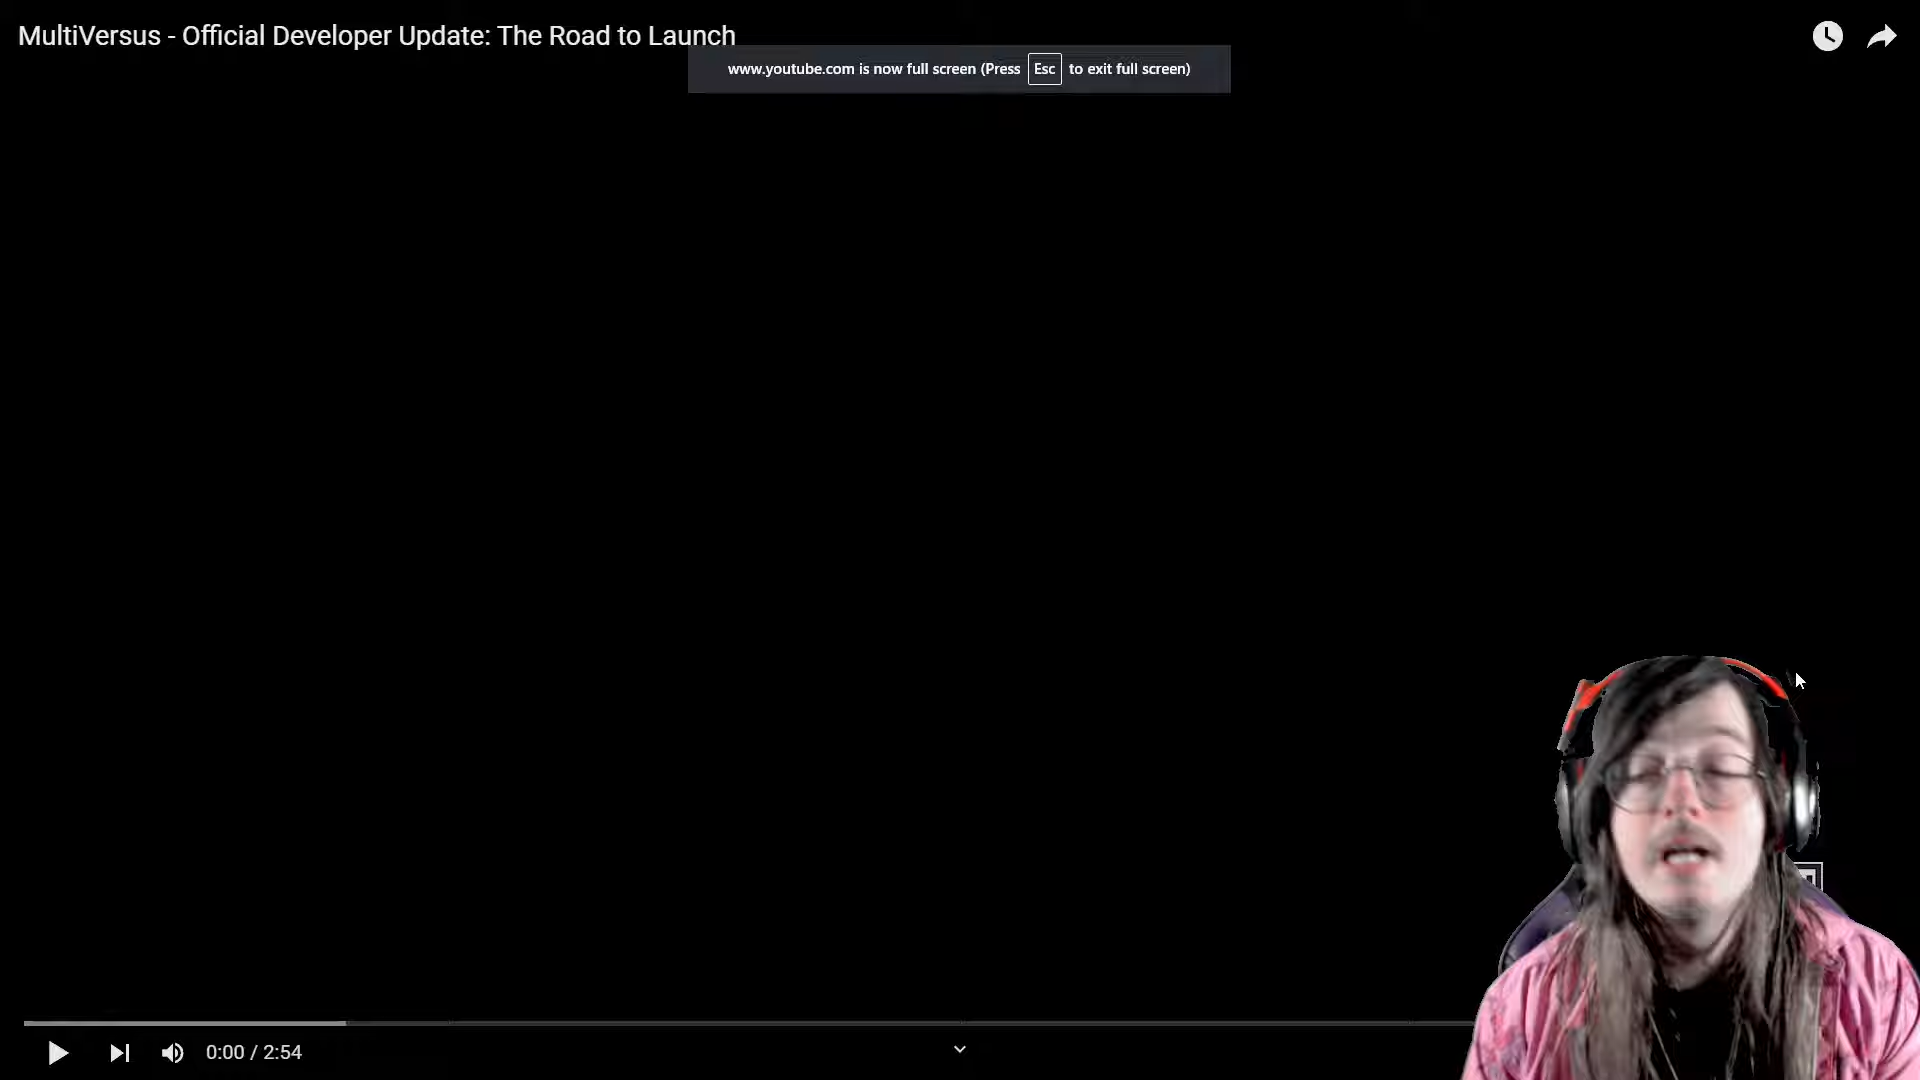 MultiVersus - Official Developer Update: The Road to Launch
www.youtube.com is now full screen (Press Esc to exit full screen)
0:00 / 2:54